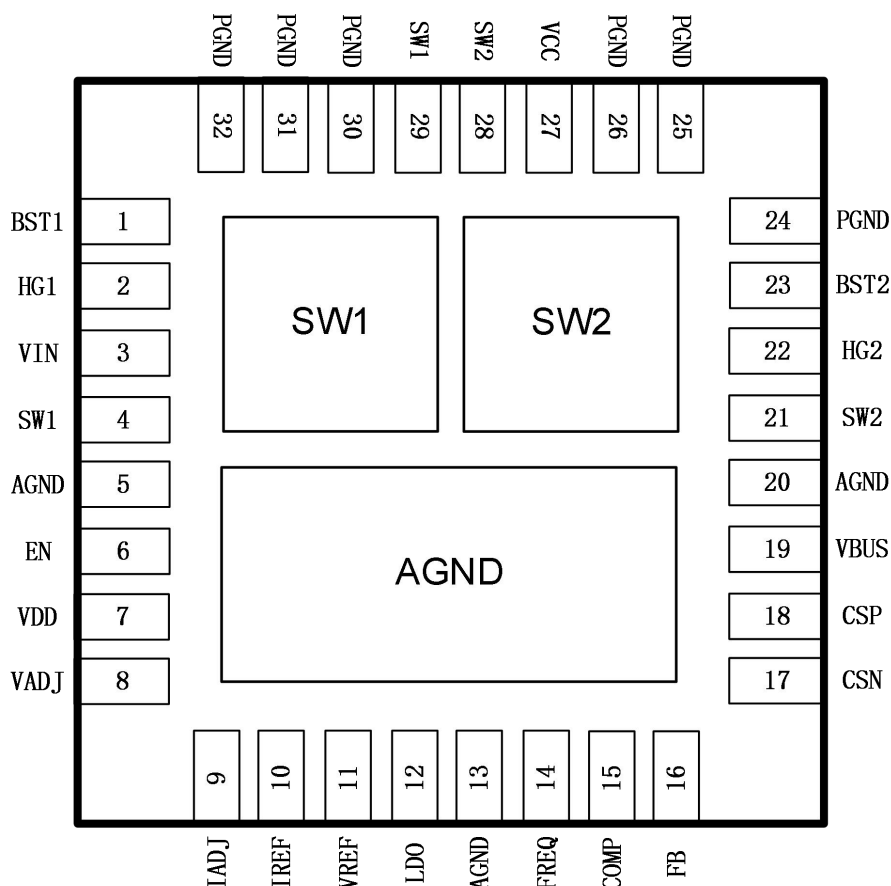 PGND PGND PGND SW1 SW2 VCC PGND PGND
32 31 30 29 28 27 26 25
BST1 1 24 PGND
HG1 2 23 BST2
VIN 3 22 HG2
SW1 SW2
SW1 4 21 SW2
AGND 5 20 AGND
EN 6 19 VBUS
AGND
VDD 7 18 CSP
VADJ 8 17 CSN
9 10 11 12 13 14 15 16
IADJ IREF VREF LDO AGND FREQ COMP FB